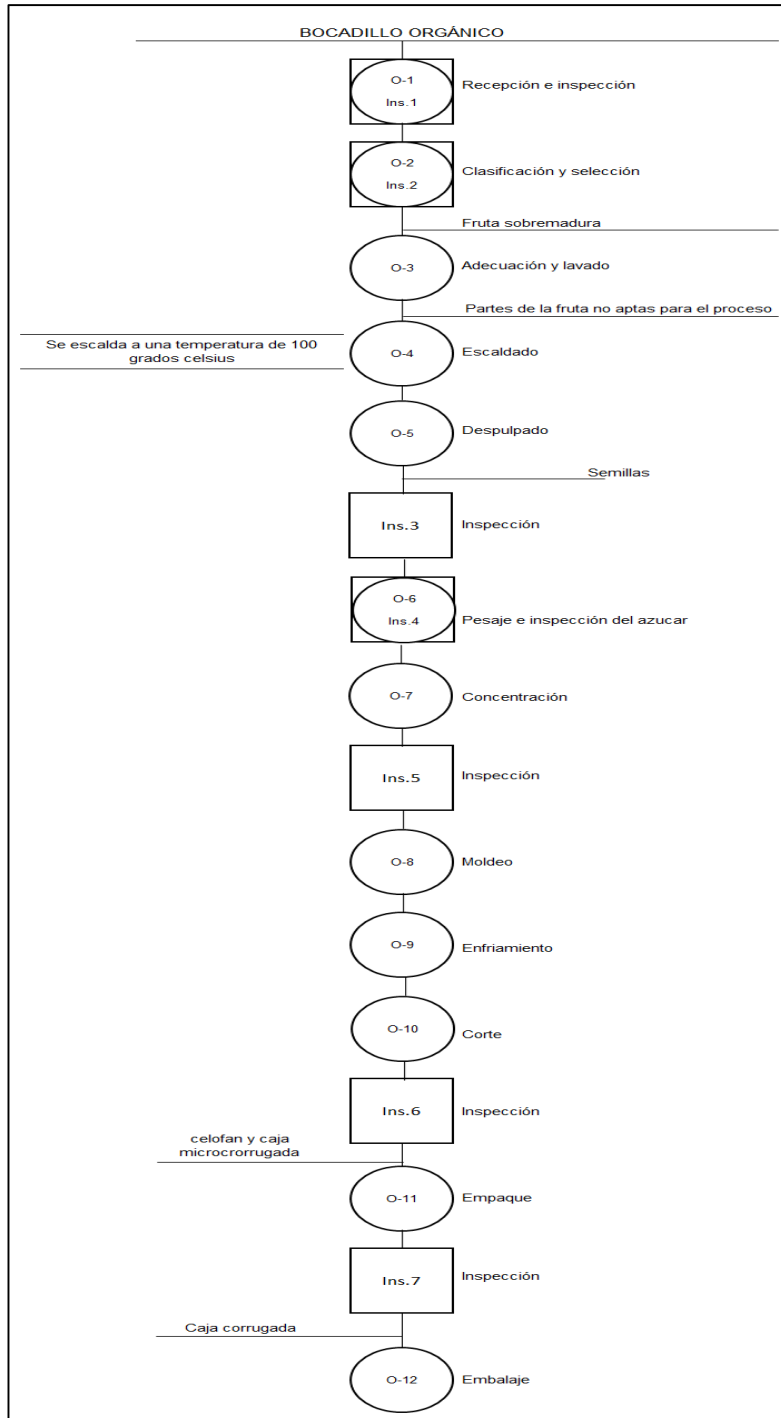 BOCADILLO ORGÁNICO
O-1
Ins.1
Recepción e inspección
O-2
Ins.2
Clasificación y selección
Fruta sobremadura
O-3
Adecuación y lavado
Partes de la fruta no aptas para el proceso
Se escalda a una temperatura de 100
grados celsius
O-4
Escaldado
O-5
Despulpado
Semillas
Ins.3
Inspección
O-6
Ins.4
Pesaje e inspección del azucar
O-7
Concentración
Ins.5
Inspección
O-8
Moldeo
O-9
Enfriamiento
O-10
Corte
Ins.6
Inspección
celofan y caja
microcrorrugada
O-11
Empaque
Ins.7
Inspección
Caja corrugada
O-12
Embalaje